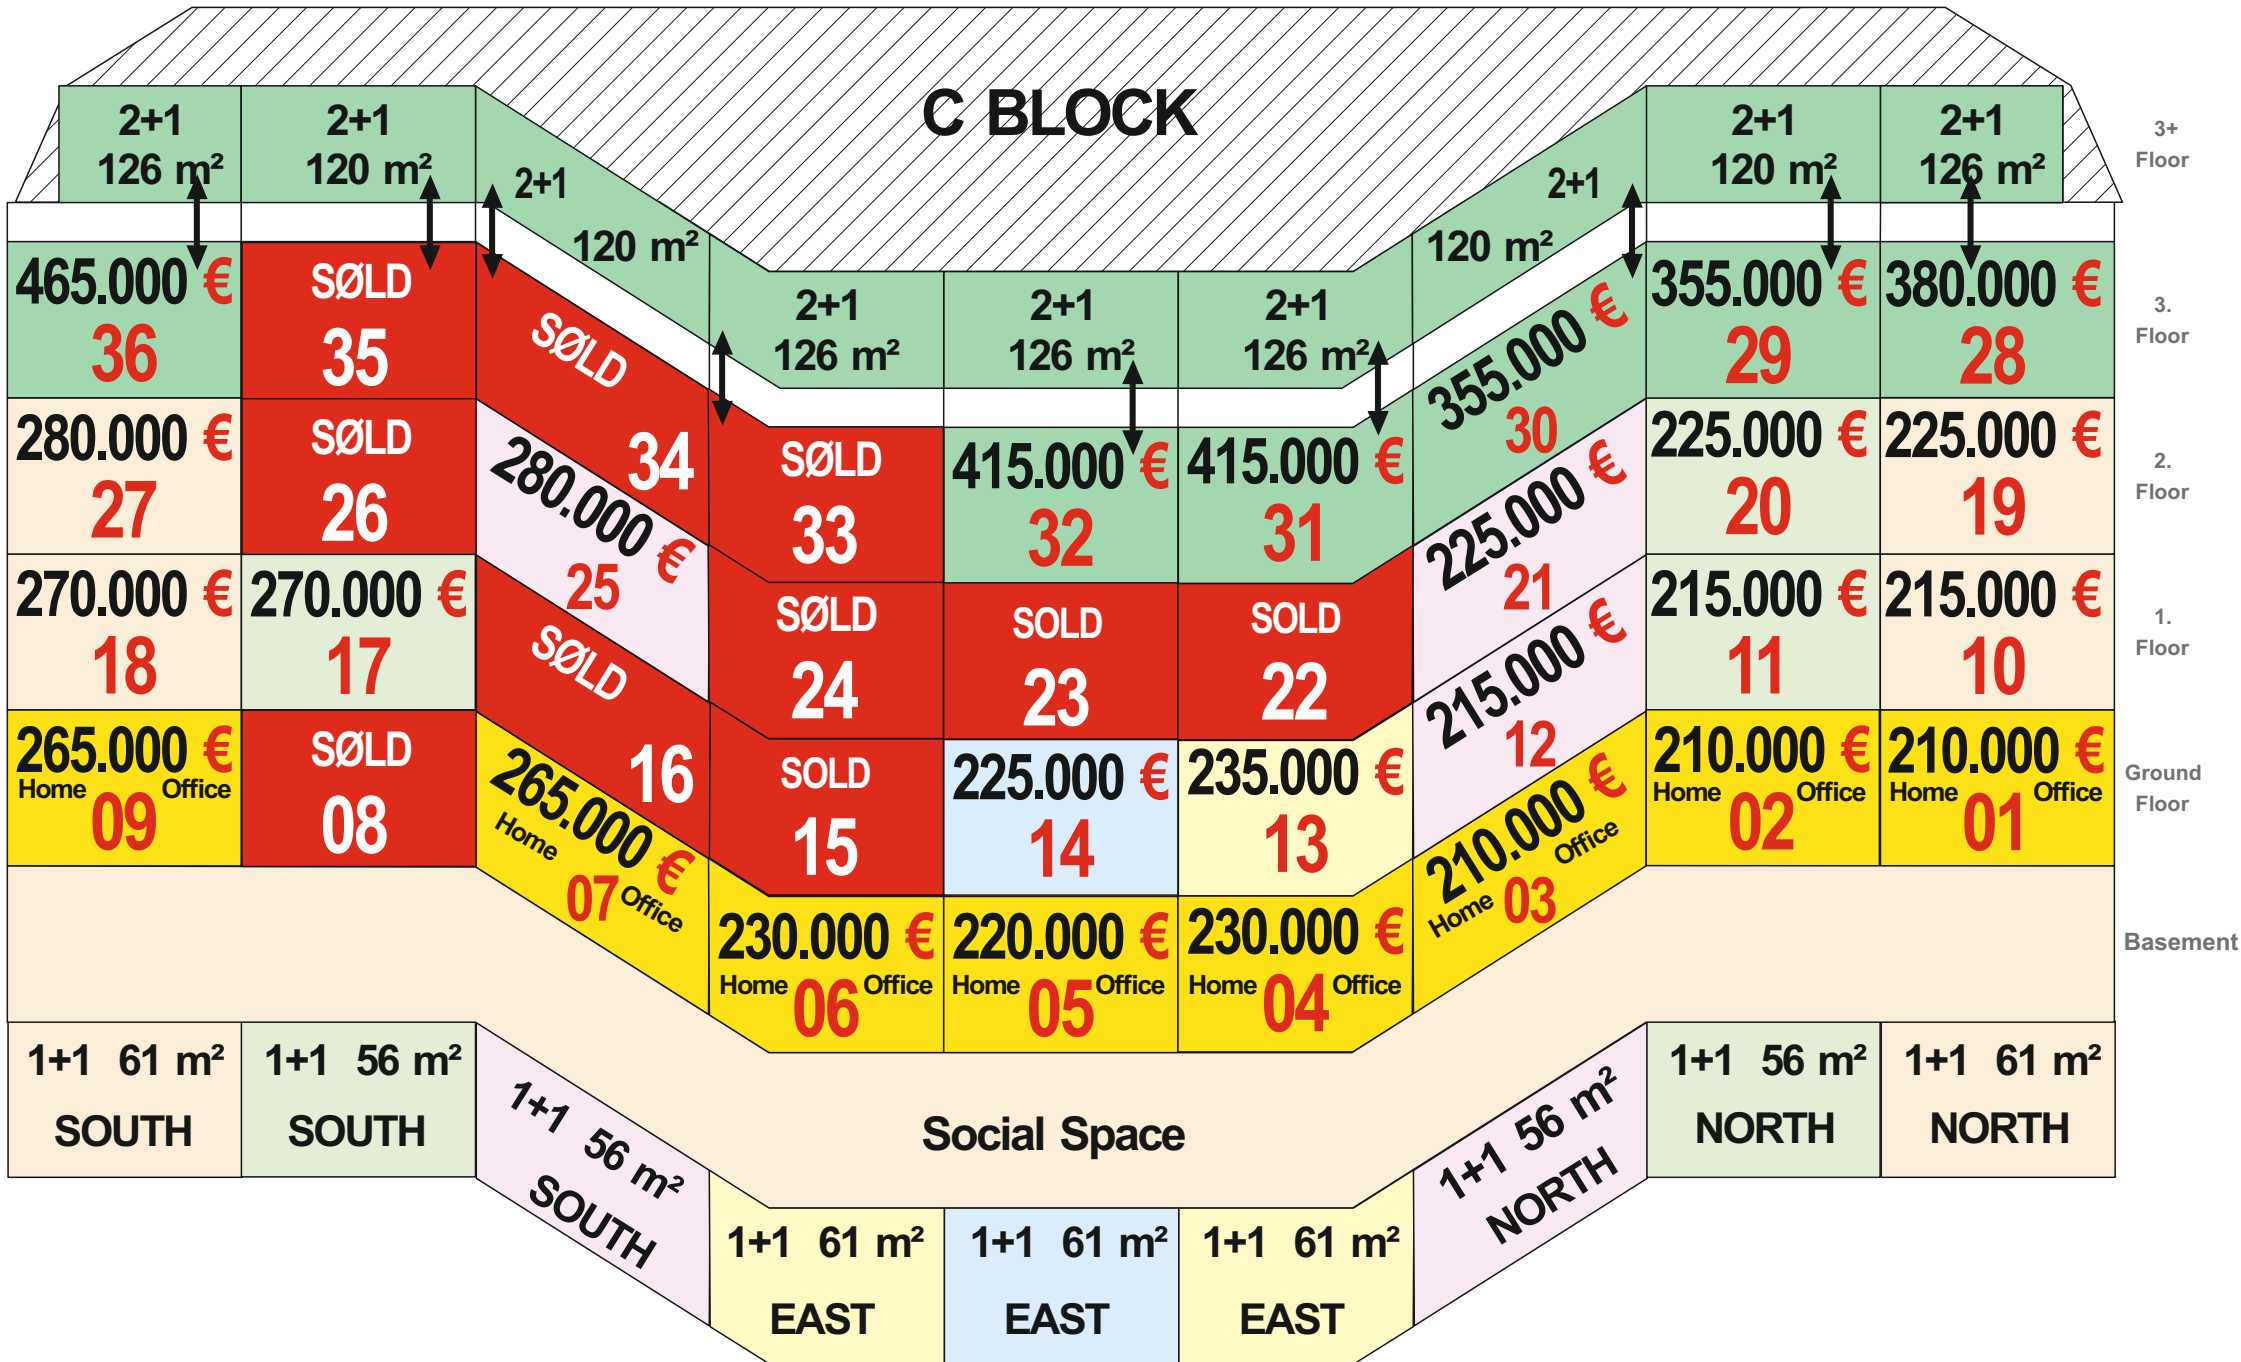 C BLOCK
2+1
126 m²
2+1
120 m²
2+1
120 m²
2+1
126 m²
2+1
126 m²
2+1
126 m²
2+1
120 m²
2+1
120 m²
2+1
126 m²
3+
Floor
465.000 €
36
SØLD
35
SØLD
34
SØLD
33
415.000 €
32
415.000 €
31
355.000 €
30
355.000 €
29
380.000 €
28
3.
Floor
280.000 €
27
SØLD
26
280.000 €
25
SØLD
24
SOLD
23
SOLD
22
225.000 €
21
225.000 €
20
225.000 €
19
2.
Floor
270.000 €
18
270.000 €
17
SØLD
16
SOLD
15
225.000 €
14
235.000 €
13
215.000 €
12
215.000 €
11
215.000 €
10
1.
Floor
265.000 €
Home 09 Office
SØLD
08
265.000 €
Home 07 Office
230.000 €
Home 06 Office
220.000 €
Home 05 Office
230.000 €
Home 04 Office
210.000 €
Home 03 Office
210.000 €
Home 02 Office
210.000 €
Home 01 Office
Ground
Floor
Basement
Social Space
1+1 61 m²
SOUTH
1+1 56 m²
SOUTH
1+1 56 m²
SOUTH
1+1 61 m²
EAST
1+1 61 m²
EAST
1+1 61 m²
EAST
1+1 56 m²
NORTH
1+1 56 m²
NORTH
1+1 61 m²
NORTH